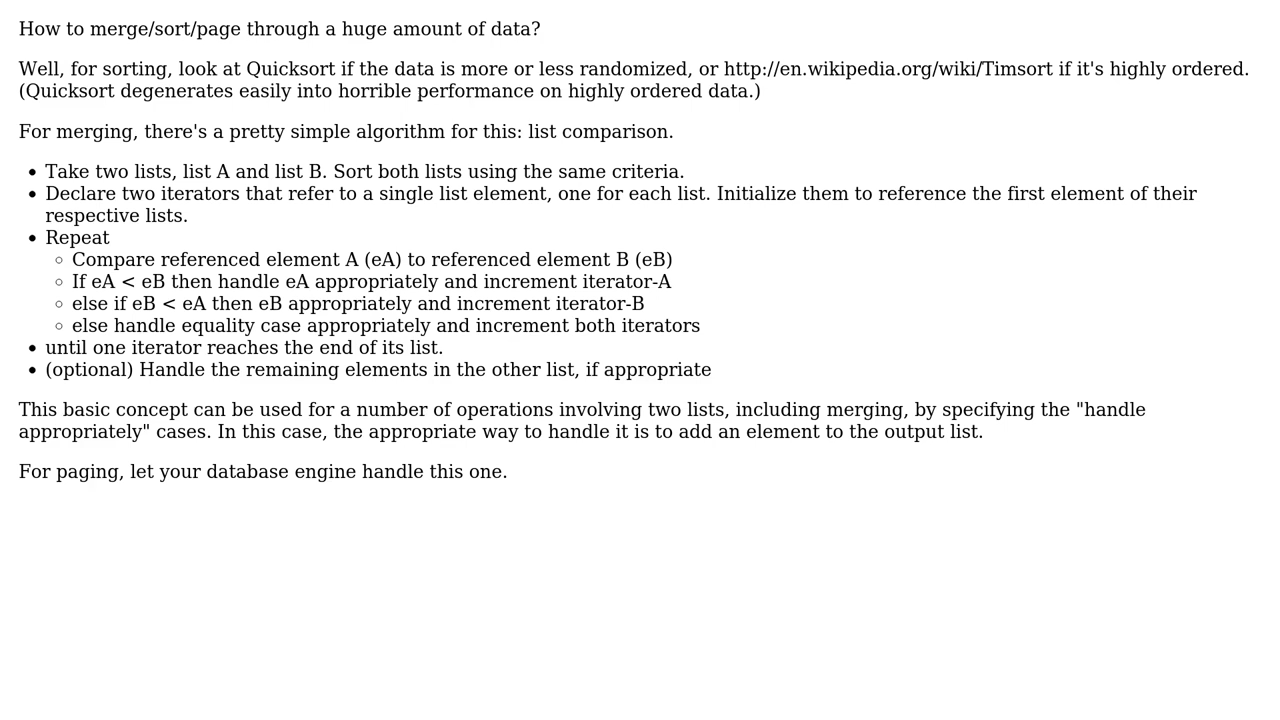 How to merge/sort/page through a huge amount of data?
Well, for sorting, look at Quicksort if the data is more or less randomized, or http://en.wikipedia.org/wiki/Timsort if it's highly ordered.
(Quicksort degenerates easily into horrible performance on highly ordered data.)
For merging, there's a pretty simple algorithm for this: list comparison.
• Take two lists, list A and list B. Sort both lists using the same criteria.
• Declare two iterators that refer to a single list element, one for each list. Initialize them to reference the first element of their
respective lists.
• Repeat
◦ Compare referenced element A (eA) to referenced element B (eB)
◦ If eA < eB then handle eA appropriately and increment iterator-A
◦ else if eB < eA then eB appropriately and increment iterator-B
◦ else handle equality case appropriately and increment both iterators
• until one iterator reaches the end of its list.
• (optional) Handle the remaining elements in the other list, if appropriate
This basic concept can be used for a number of operations involving two lists, including merging, by specifying the "handle
appropriately" cases. In this case, the appropriate way to handle it is to add an element to the output list.
For paging, let your database engine handle this one.